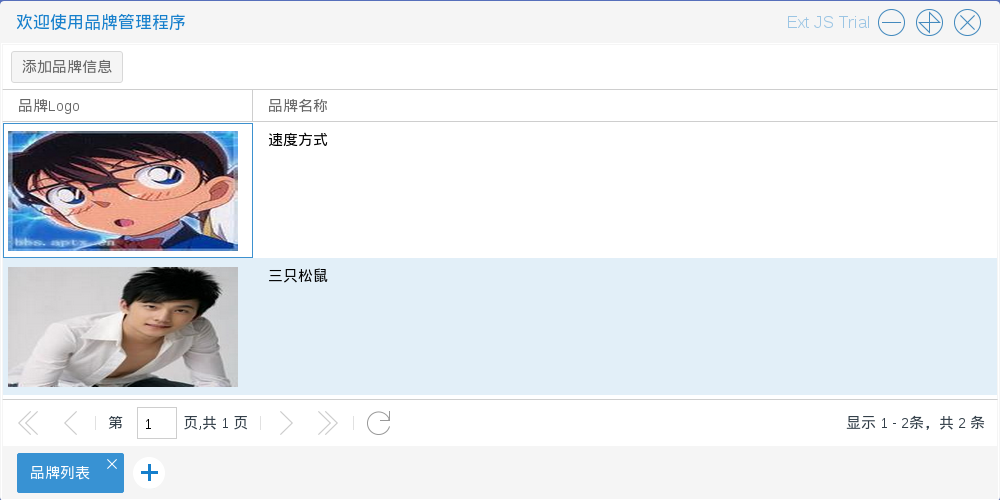 欢迎使用品牌管理程序
Ext JS Trial
添加品牌信息
品牌Logo 品牌名称
速度方式
bbs.aptx.cn
三只松鼠
第 1 页,共 1 页
显示 1 - 2条，共 2 条
品牌列表